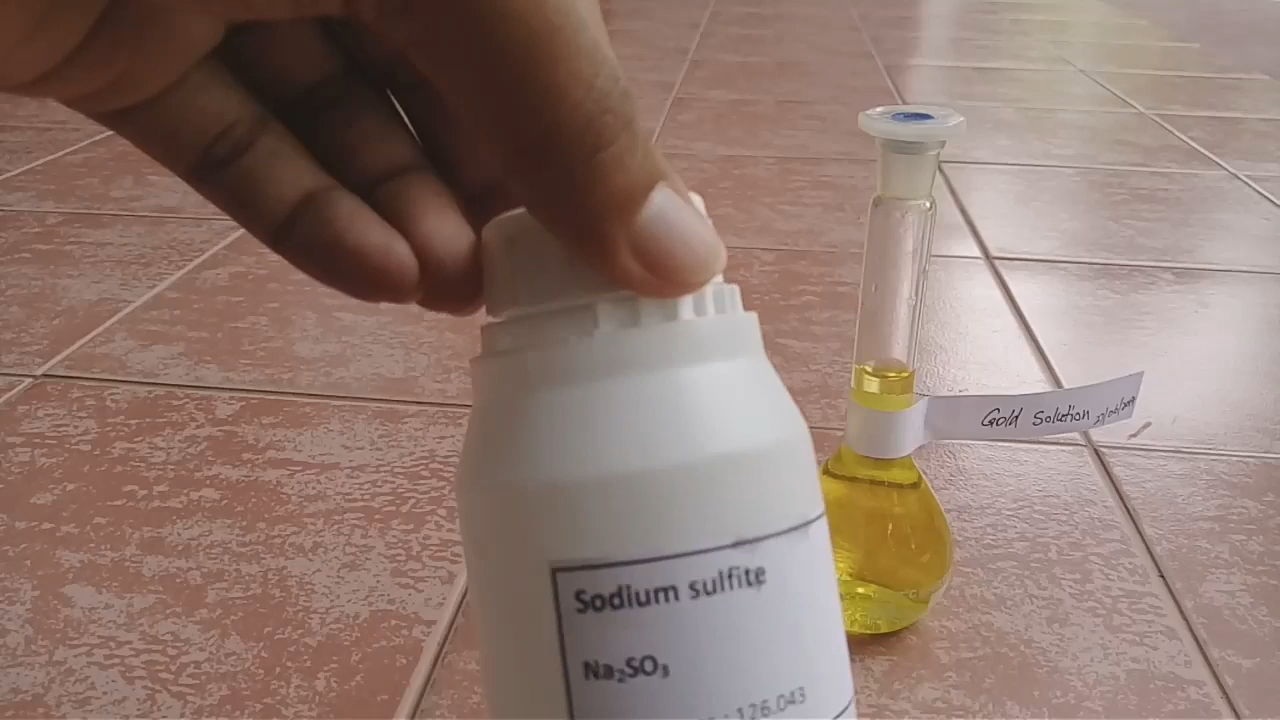 Sodium sulfite
Na₂SO₃
: 126.043
Gold Solution